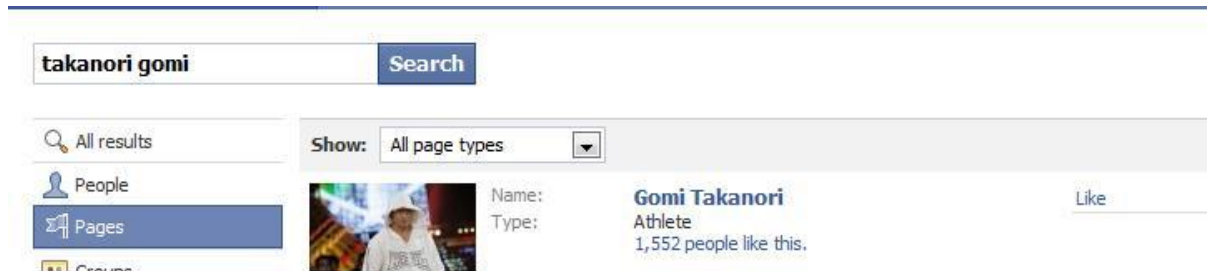 takanori gomi Search
All results
People
Pages
Groups
Show: All page types
Name: Gomi Takanori Like
Type: Athlete
1,552 people like this.